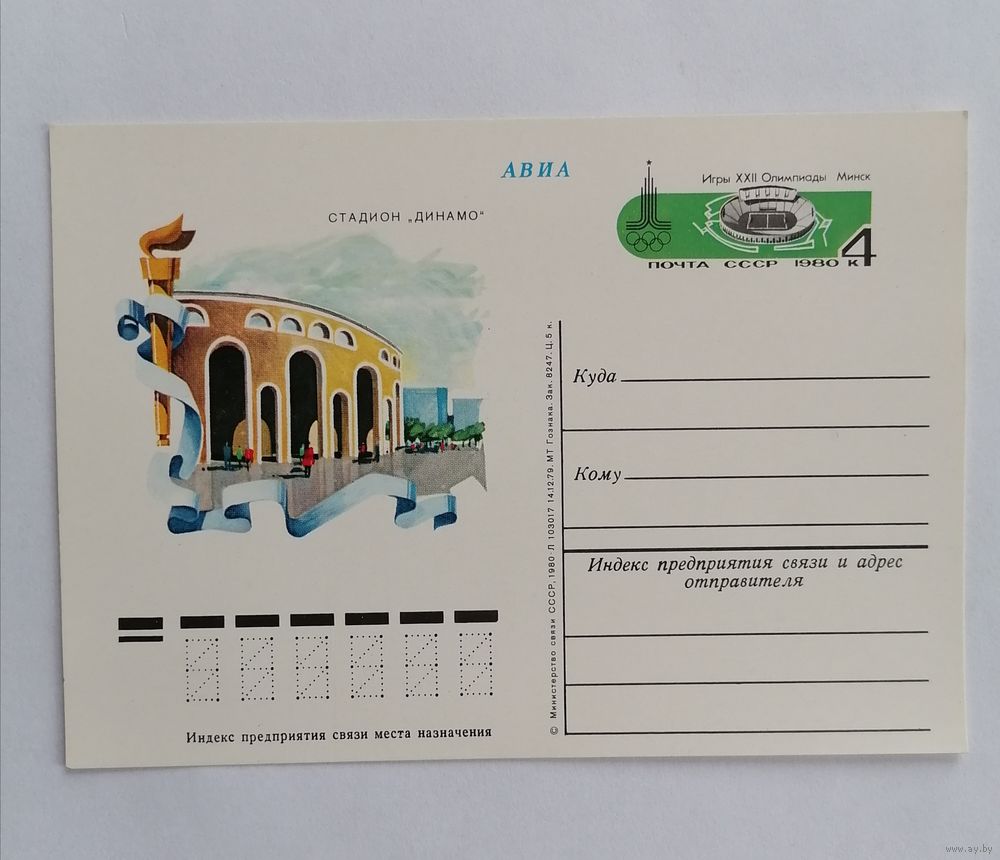 АВИА
СТАДИОН „ДИНАМО“
Игры XXII Олимпиады Минск
ПОЧТА СССР 1980 4 К
Куда
Кому
Индекс предприятия связи и адрес
отправителя
© Министерство связи СССР, 1980. Л 103017 14.12.79. МТ Гознака. Зак. 8247. Ц. 5 к.
Индекс предприятия связи места назначения
www.ay.by